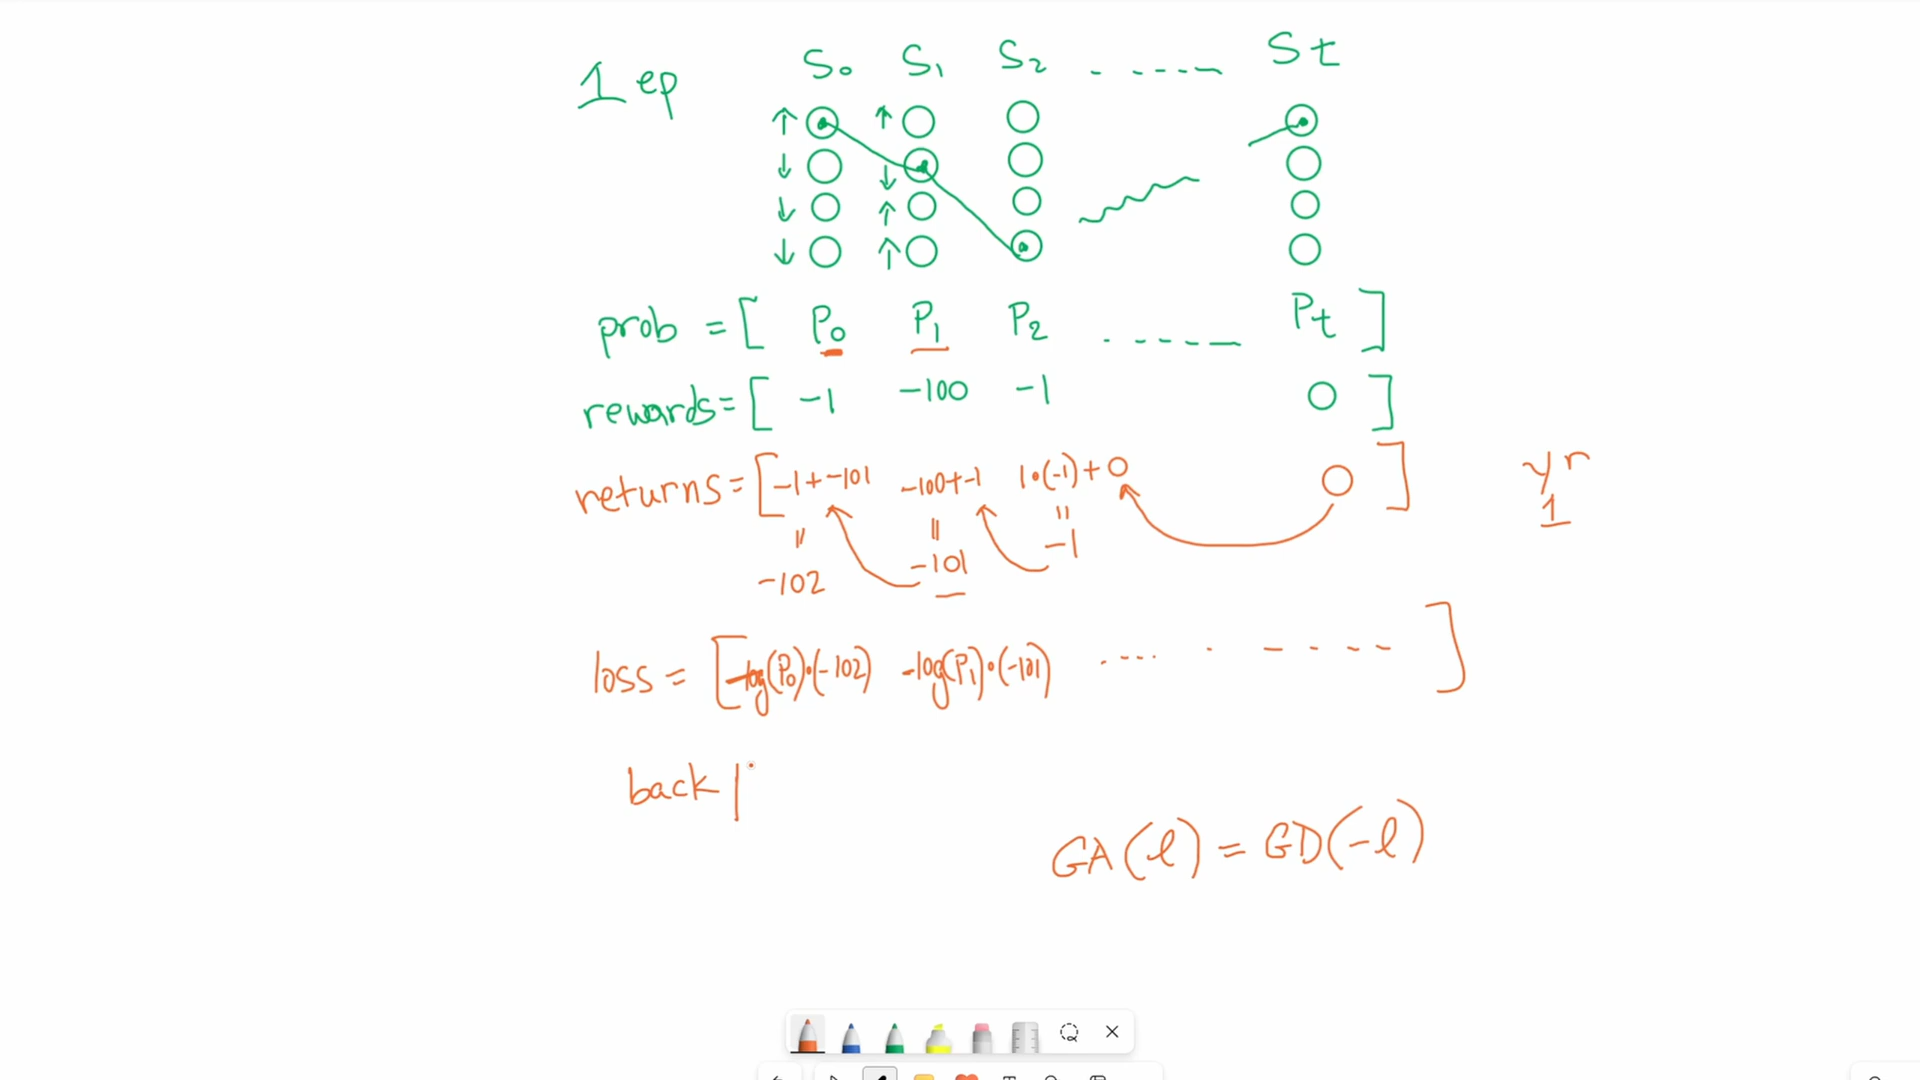 1 ep S0 S1 S2 ...... St
prob = [ P0 P1 P2 ...... Pt ]
rewards = [ -1 -100 -1 0 ]
returns = [ -1+-101 -100+-1 1•(-1)+0 0 ]
γr
1
= = =
-102 -101 -1
loss = [ -log(P0)•(-102) -log(P1)•(-101) ........ ]
back
GA(l) = GD(-l)